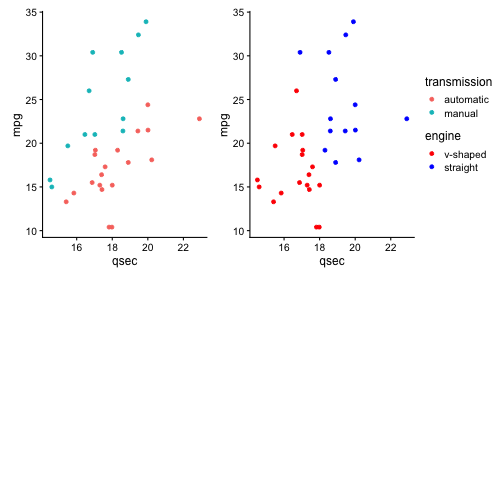 35
30
25
20
15
10
mpg
16 18 20 22
qsec
35
30
25
20
15
10
mpg
16 18 20 22
qsec
transmission
automatic
manual
engine
v-shaped
straight